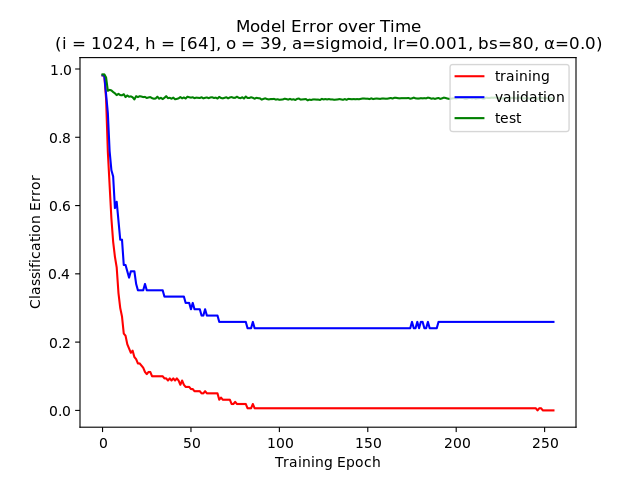 Model Error over Time
(i = 1024, h = [64], o = 39, a=sigmoid, lr=0.001, bs=80, α=0.0)
training
validation
test
Classification Error
1.0
0.8
0.6
0.4
0.2
0.0
0 50 100 150 200 250
Training Epoch